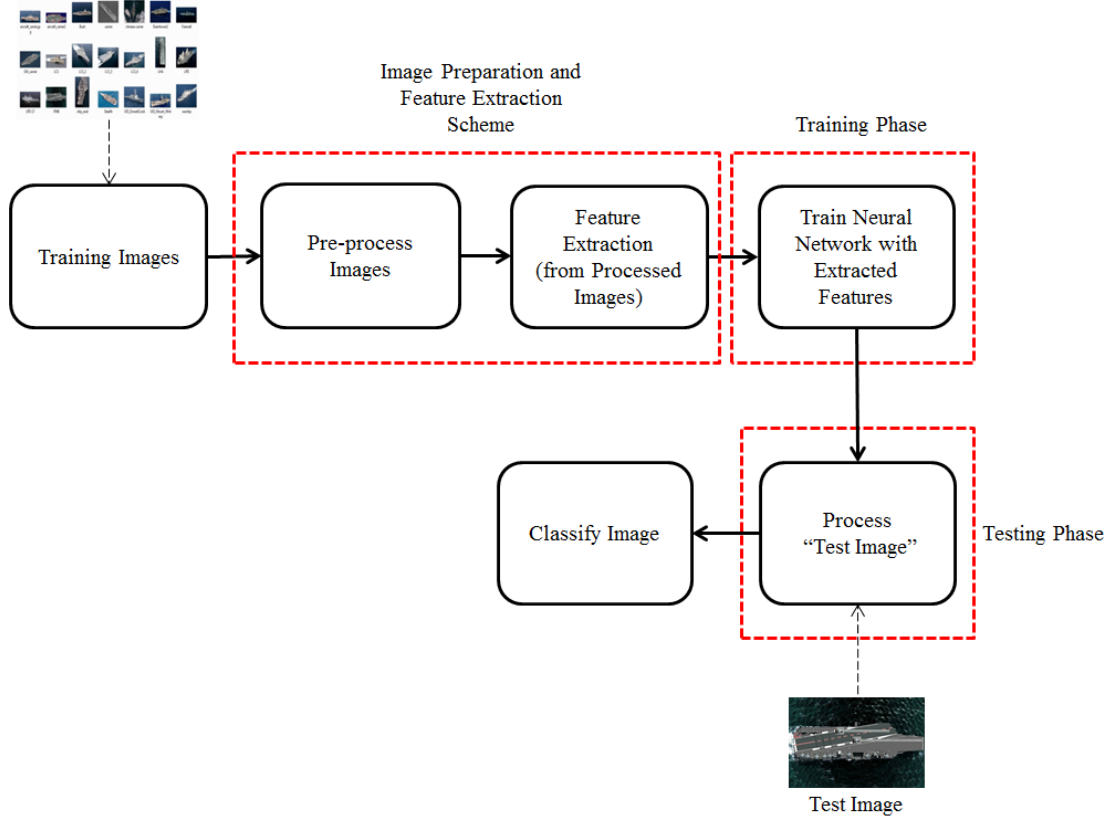 Image Preparation and
Feature Extraction
Scheme
Training Phase
Training Images
Pre-process
Images
Feature
Extraction
(from Processed
Images)
Train Neural
Network with
Extracted
Features
Classify Image
Process
“Test Image”
Testing Phase
Test Image